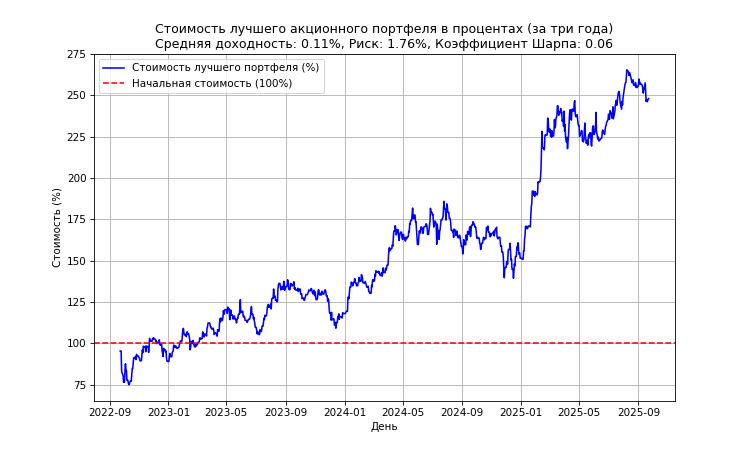 Стоимость лучшего акционного портфеля в процентах (за три года)
Средняя доходность: 0.11%, Риск: 1.76%, Коэффициент Шарпа: 0.06
Стоимость лучшего портфеля (%)
Начальная стоимость (100%)
Стоимость (%)
275
250
225
200
175
150
125
100
75
2022-09 2023-01 2023-05 2023-09 2024-01 2024-05 2024-09 2025-01 2025-05 2025-09
День